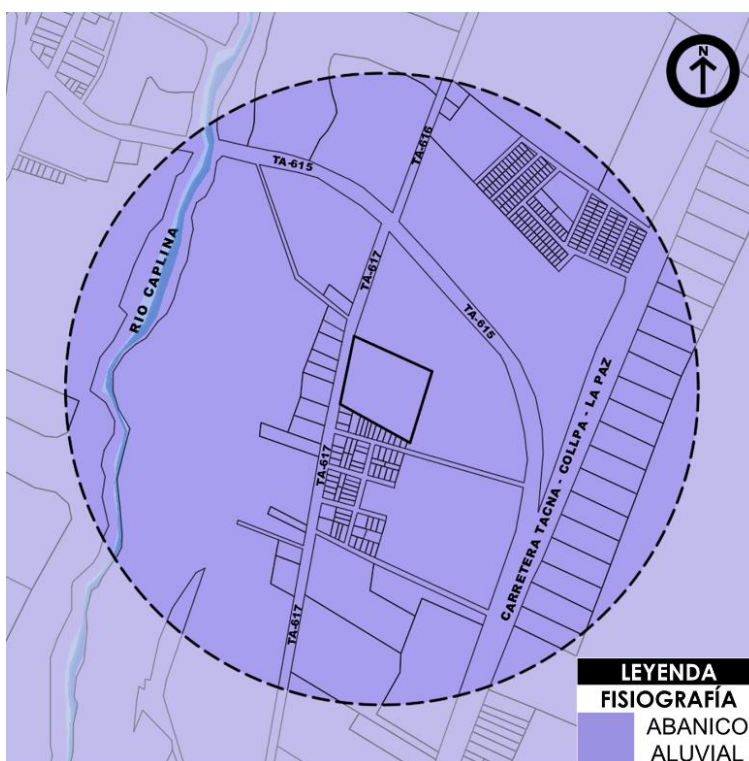 N
TA-616
TA-615
RIO CAPLINA
TA-617
TA-615
CARRETERA TACNA - COLLPA - LA PAZ
TA-617
TA-617
LEYENDA
FISIOGRAFÍA
ABANICO
ALUVIAL